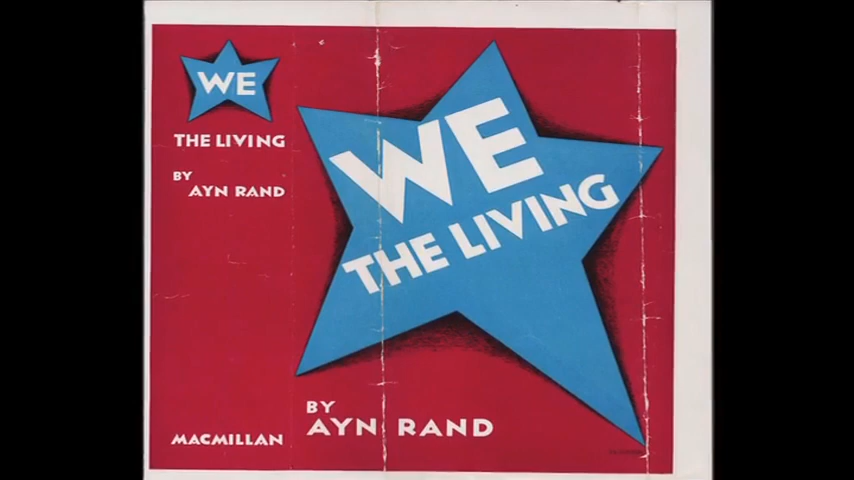 WE
THE LIVING
BY
AYN RAND
MACMILLAN
WE
THE LIVING
BY
AYN RAND